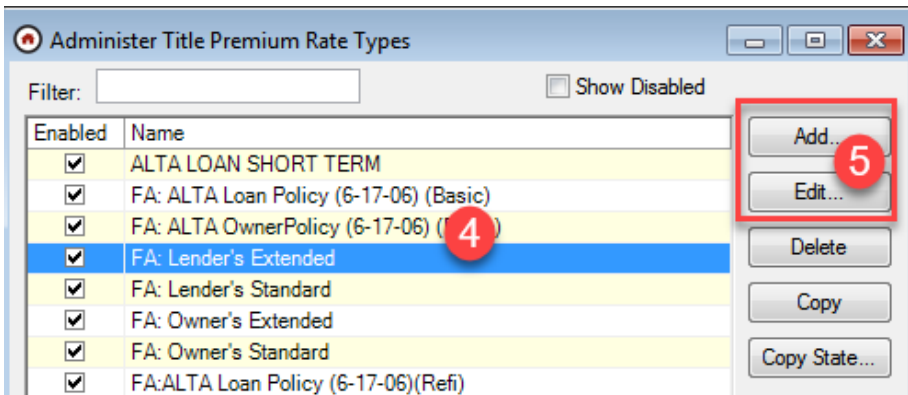 Administer Title Premium Rate Types
Filter:
Show Disabled
Enabled Name
ALTA LOAN SHORT TERM
FA: ALTA Loan Policy (6-17-06) (Basic)
FA: ALTA OwnerPolicy (6-17-06) (
4
FA: Lender's Extended
FA: Lender's Standard
FA: Owner's Extended
FA: Owner's Standard
FA:ALTA Loan Policy (6-17-06)(Refi)
Add...
5
Edit...
Delete
Copy
Copy State...